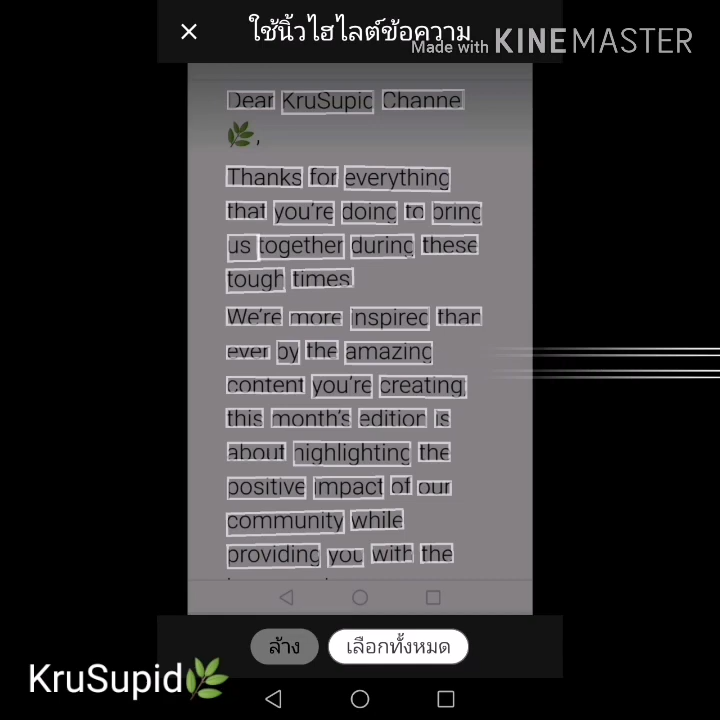 ใช้นิ้วไฮไลต์ข้อความ
Made with KINEMASTER
Dear KruSupid Channel
🌿,
Thanks for everything
that you're doing to bring
us together during these
tough times.
We're more inspired than
ever by the amazing
content you're creating,
this month's edition is
about highlighting the
positive impact of our
community while
providing you with the
ล้าง
เลือกทั้งหมด
KruSupid🌿